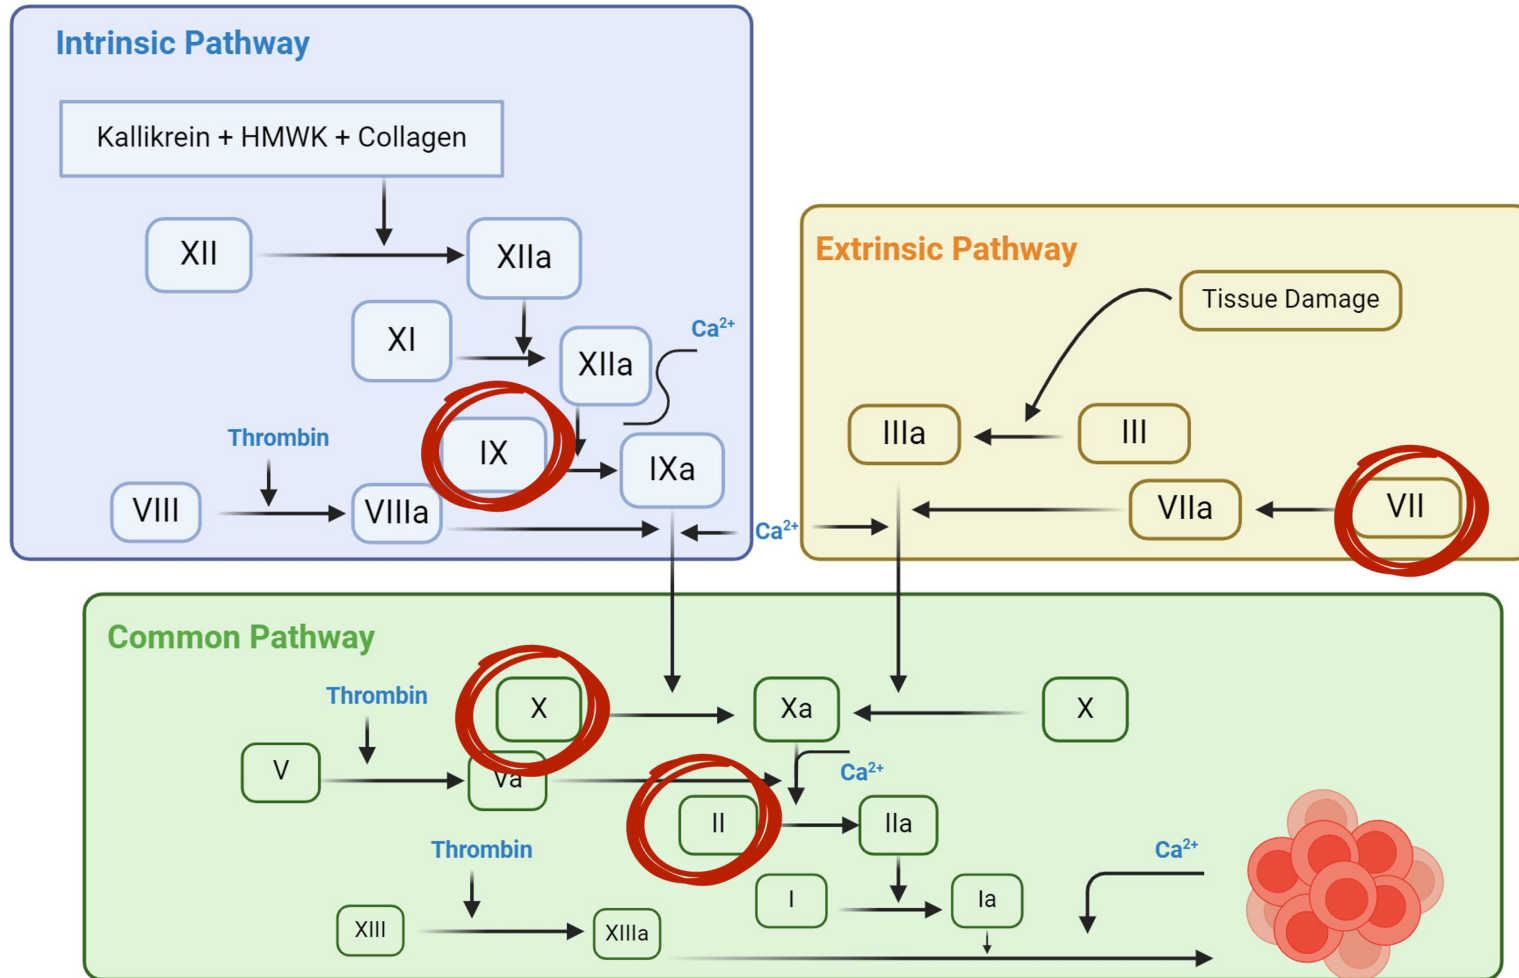 Intrinsic Pathway
Kallikrein + HMWK + Collagen
XII
XIIa
XI
XIIa
Ca²⁺
IX
IXa
Thrombin
VIII
VIIIa
Ca²⁺
Extrinsic Pathway
Tissue Damage
IIIa
III
VIIa
VII
Common Pathway
Thrombin
X
Xa
X
V
Va
Ca²⁺
II
IIa
Thrombin
Ca²⁺
I
Ia
XIII
XIIIa